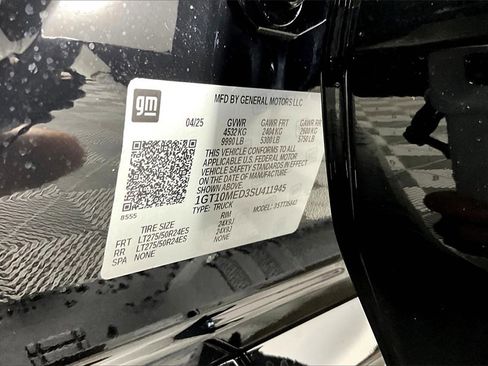 gm
MFD BY GENERAL MOTORS LLC
04/25 GVWR GAWR FRT GAWR RR
4532 KG 2404 KG 2608 KG
9990 LB 5300 LB 5750 LB
THIS VEHICLE CONFORMS TO ALL
APPLICABLE U.S. FEDERAL MOTOR
VEHICLE SAFETY STANDARDS IN EFFECT
ON THE DATE OF MANUFACTURE
SHOWN ABOVE.
1GT10MED3SU411945
TYPE: TRUCK
8555
TIRE SIZE RIM
FRT LT275/50R24ES 24X9J
RR LT275/50R24ES 24X9J
SPA NONE NONE